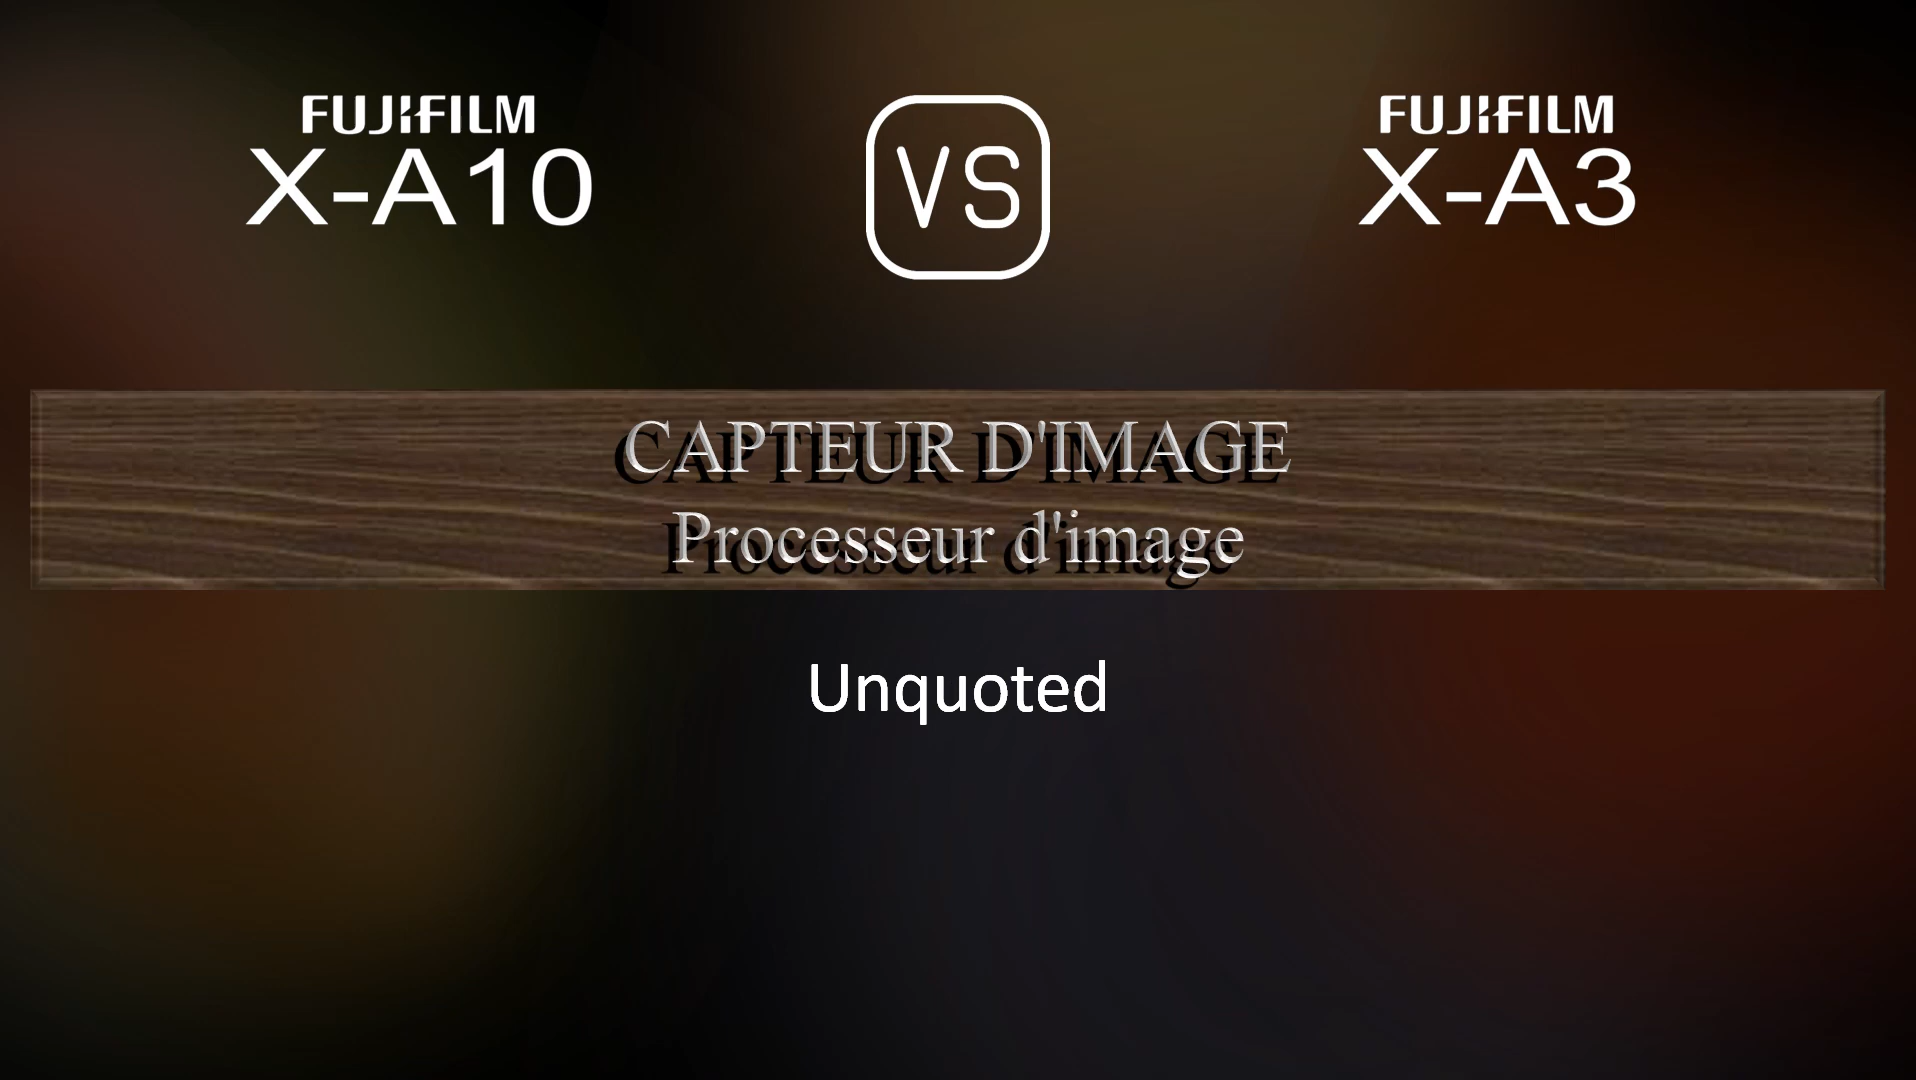 FUJIFILM
X-A10
VS
FUJIFILM
X-A3
CAPTEUR D'IMAGE
Processeur d'image
Unquoted